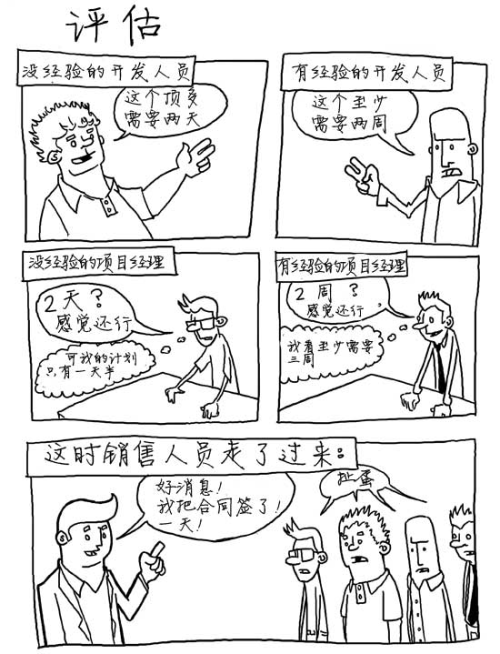 评估
没经验的开发人员
这个顶多
需要两天
有经验的开发人员
这个至少
需要两周
没经验的项目经理
2天？
感觉还行
可我的计划
只有一天半
有经验的项目经理
2周？
感觉还行，
我看至少需要
三周
这时销售人员走了过来：
好消息！
我把合同签了！
一天！
扯蛋